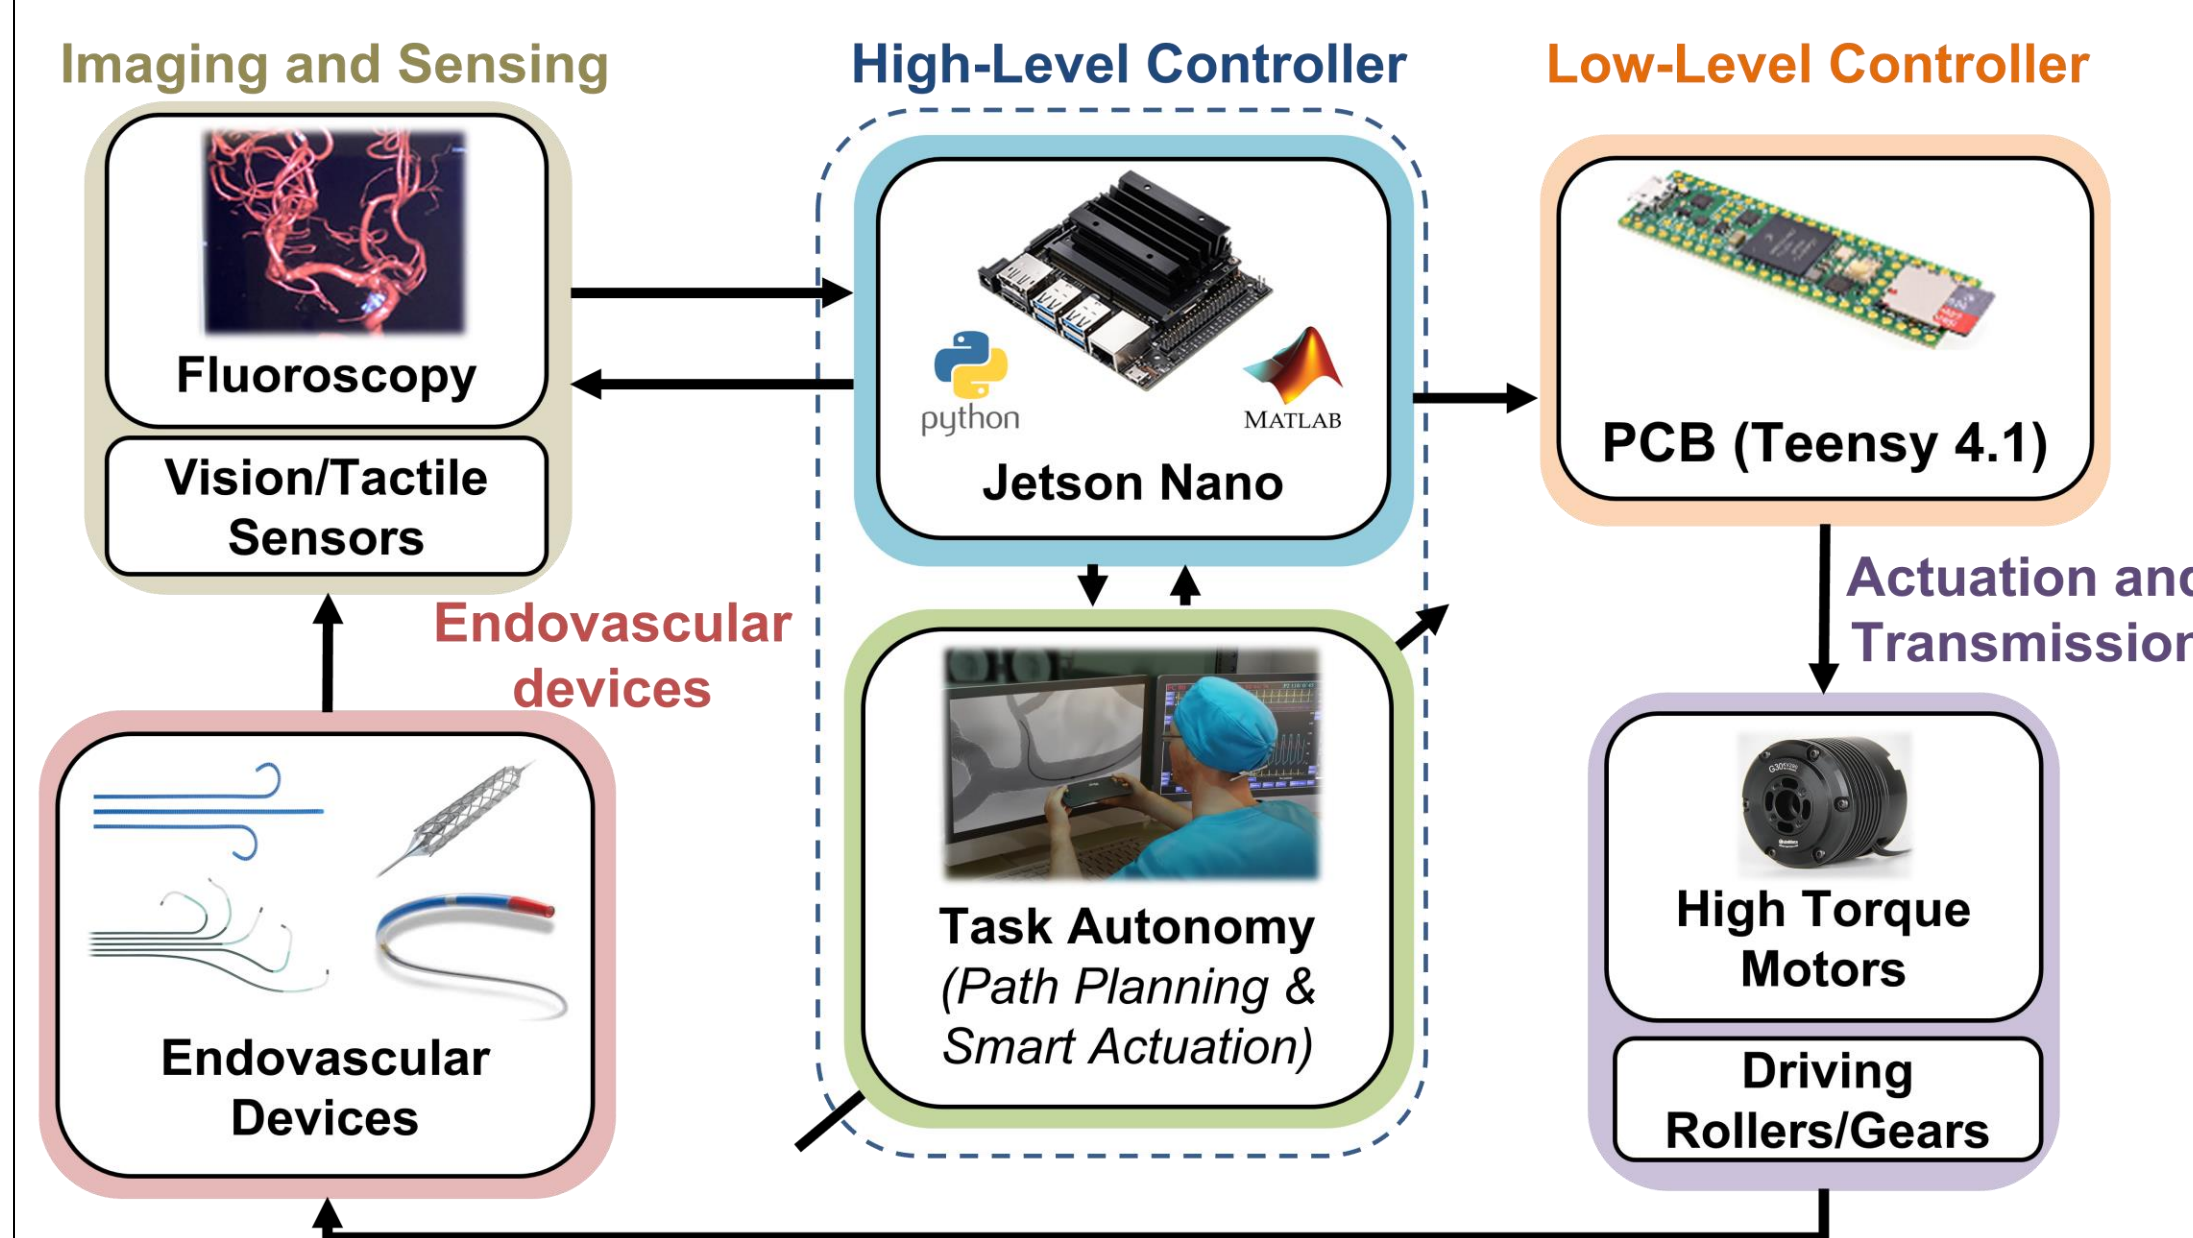 Imaging and Sensing
High-Level Controller
Low-Level Controller
Fluoroscopy
Vision/Tactile
Sensors
python
MATLAB
Jetson Nano
PCB (Teensy 4.1)
Endovascular
devices
Actuation and
Transmission
Endovascular
Devices
Task Autonomy
(Path Planning &
Smart Actuation)
High Torque
Motors
Driving
Rollers/Gears